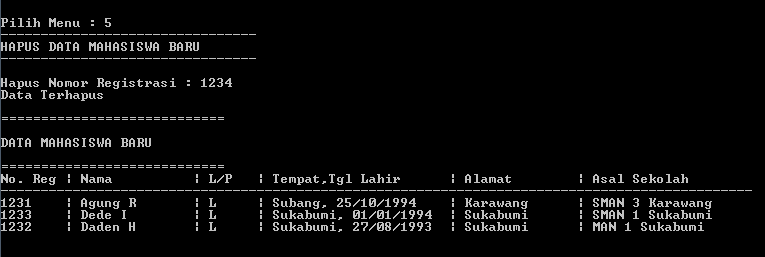 Pilih Menu : 5
--------------------------------
HAPUS DATA MAHASISWA BARU
--------------------------------
Hapus Nomor Registrasi : 1234
Data Terhapus
============================
DATA MAHASISWA BARU
============================
No. Reg ¦ Nama ¦ L/P ¦ Tempat,Tgl Lahir ¦ Alamat ¦ Asal Sekolah
----------------------------------------------------------------------------------------------
1231 ¦ Agung R ¦ L ¦ Subang, 25/10/1994 ¦ Karawang ¦ SMAN 3 Karawang
1233 ¦ Dede I ¦ L ¦ Sukabumi, 01/01/1994 ¦ Sukabumi ¦ SMAN 1 Sukabumi
1232 ¦ Daden H ¦ L ¦ Sukabumi, 27/08/1993 ¦ Sukabumi ¦ MAN 1 Sukabumi